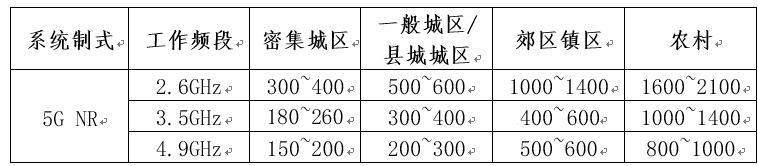 系统制式 工作频段 密集城区 一般城区/县城城区 郊区镇区 农村
5G NR 2.6GHz 300~400 500~600 1000~1400 1600~2100
3.5GHz 180~260 300~400 400~600 1000~1400
4.9GHz 150~200 200~300 500~600 800~1000